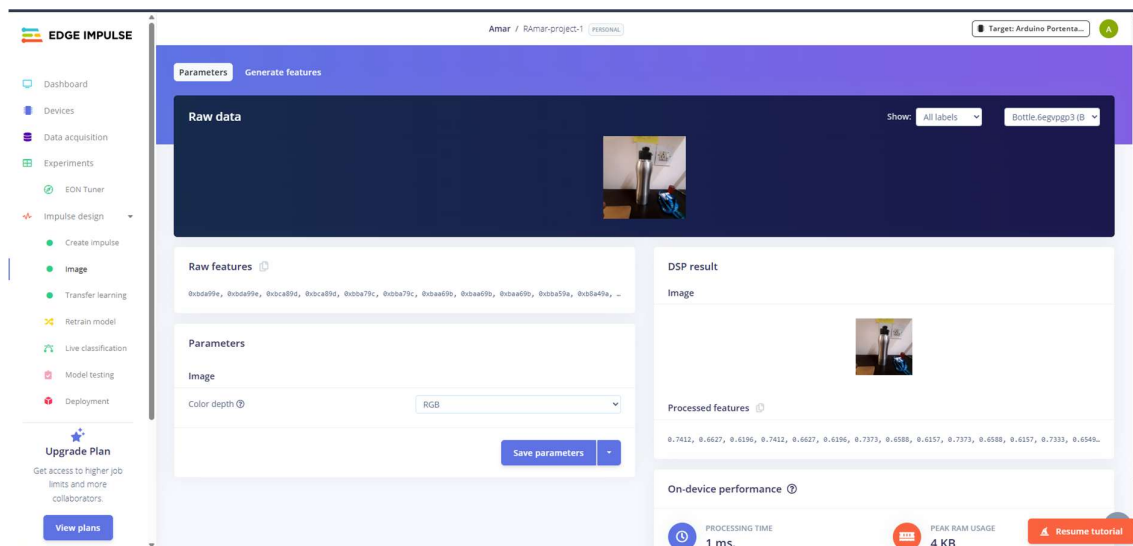 EDGE IMPULSE
Amar / RAmar-project-1 PERSONAL
Target: Arduino Portenta...
A
Dashboard
Devices
Data acquisition
Experiments
EON Tuner
Impulse design
Create impulse
Image
Transfer learning
Retrain model
Live classification
Model testing
Deployment
Upgrade Plan
Get access to higher job
limits and more
collaborators.
View plans
Parameters Generate features
Raw data
Show: All labels Bottle.6egvpgp3 (B
Raw features
0xbda99e, 0xbda99e, 0xbca89d, 0xbca89d, 0xbba79c, 0xbba79c, 0xbaa69b, 0xbaa69b, 0xbaa69b, 0xbba59a, 0xb8a49a, …
Parameters
Image
Color depth RGB
Save parameters
DSP result
Image
Processed features
0.7412, 0.6627, 0.6196, 0.7412, 0.6627, 0.6196, 0.7373, 0.6588, 0.6157, 0.7373, 0.6588, 0.6157, 0.7333, 0.6549…
On-device performance
PROCESSING TIME
1 ms.
PEAK RAM USAGE
4 KB
Resume tutorial